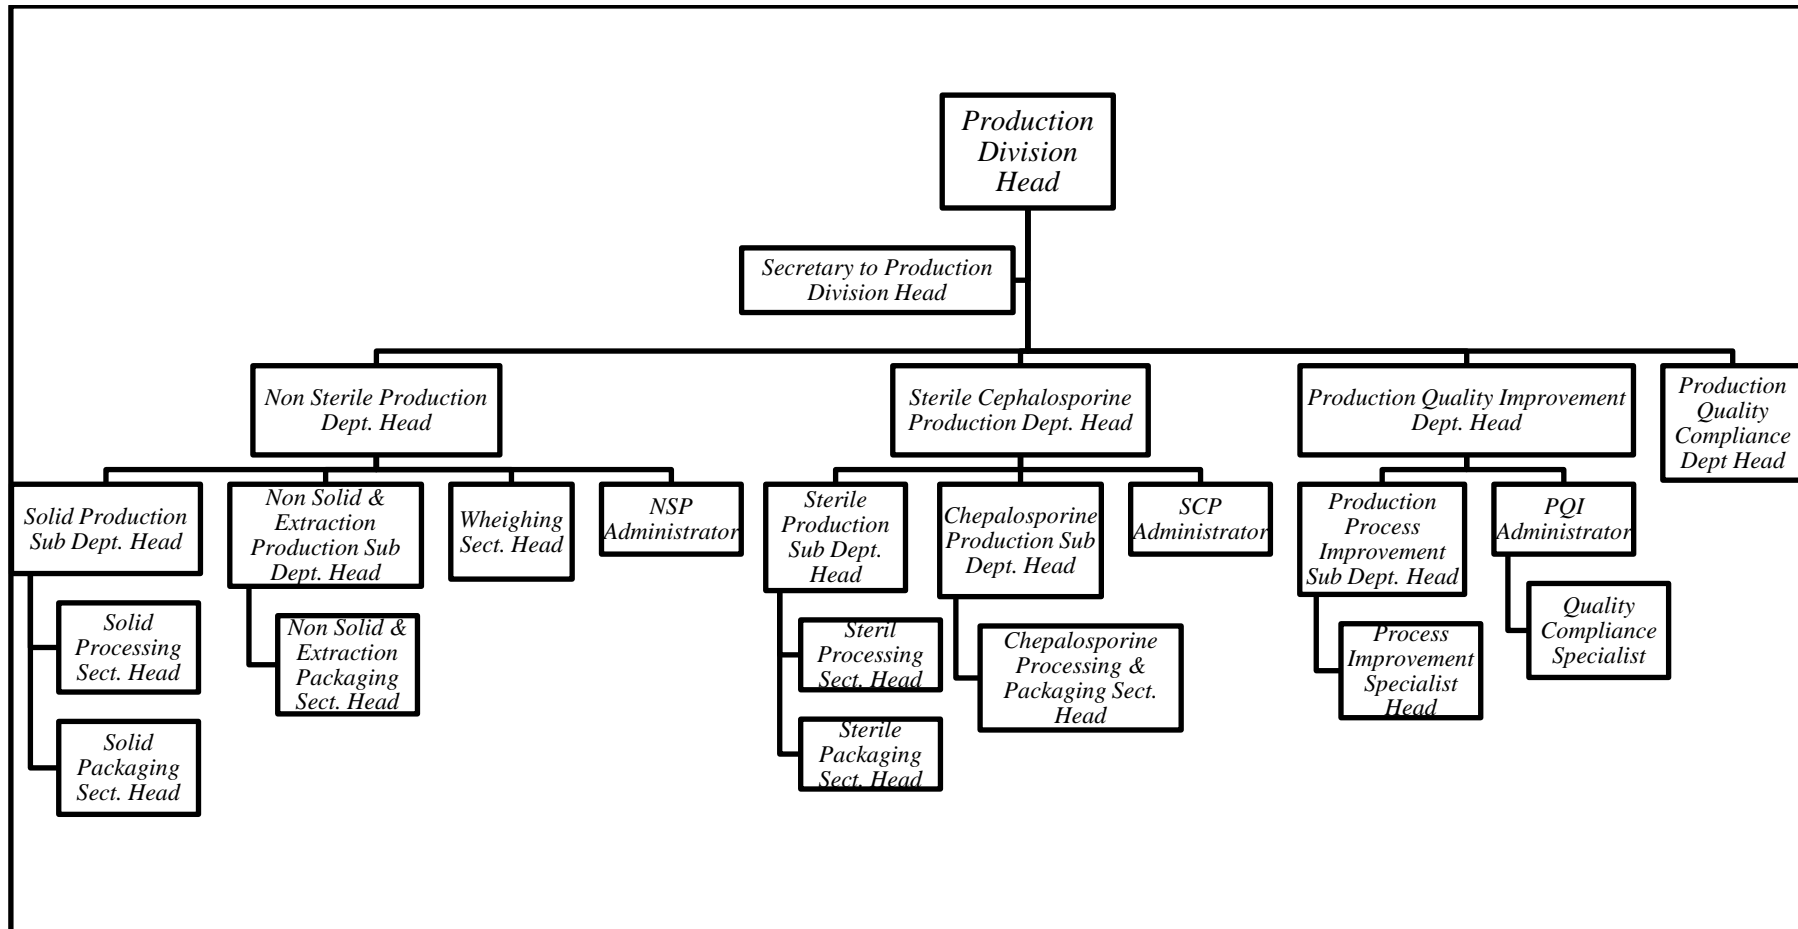 Production
Division
Head
Secretary to Production
Division Head
Non Sterile Production
Dept. Head
Sterile Cephalosporine
Production Dept. Head
Production Quality Improvement
Dept. Head
Production
Quality
Compliance
Dept Head
Solid Production
Sub Dept. Head
Non Solid &
Extraction
Production Sub
Dept. Head
Wheighing
Sect. Head
NSP
Administrator
Sterile
Production
Sub Dept.
Head
Chepalosporine
Production Sub
Dept. Head
SCP
Administrator
Production
Process
Improvement
Sub Dept. Head
PQI
Administrator
Solid
Processing
Sect. Head
Non Solid &
Extraction
Packaging
Sect. Head
Steril
Processing
Sect. Head
Chepalosporine
Processing &
Packaging Sect.
Head
Process
Improvement
Specialist
Head
Quality
Compliance
Specialist
Solid
Packaging
Sect. Head
Sterile
Packaging
Sect. Head